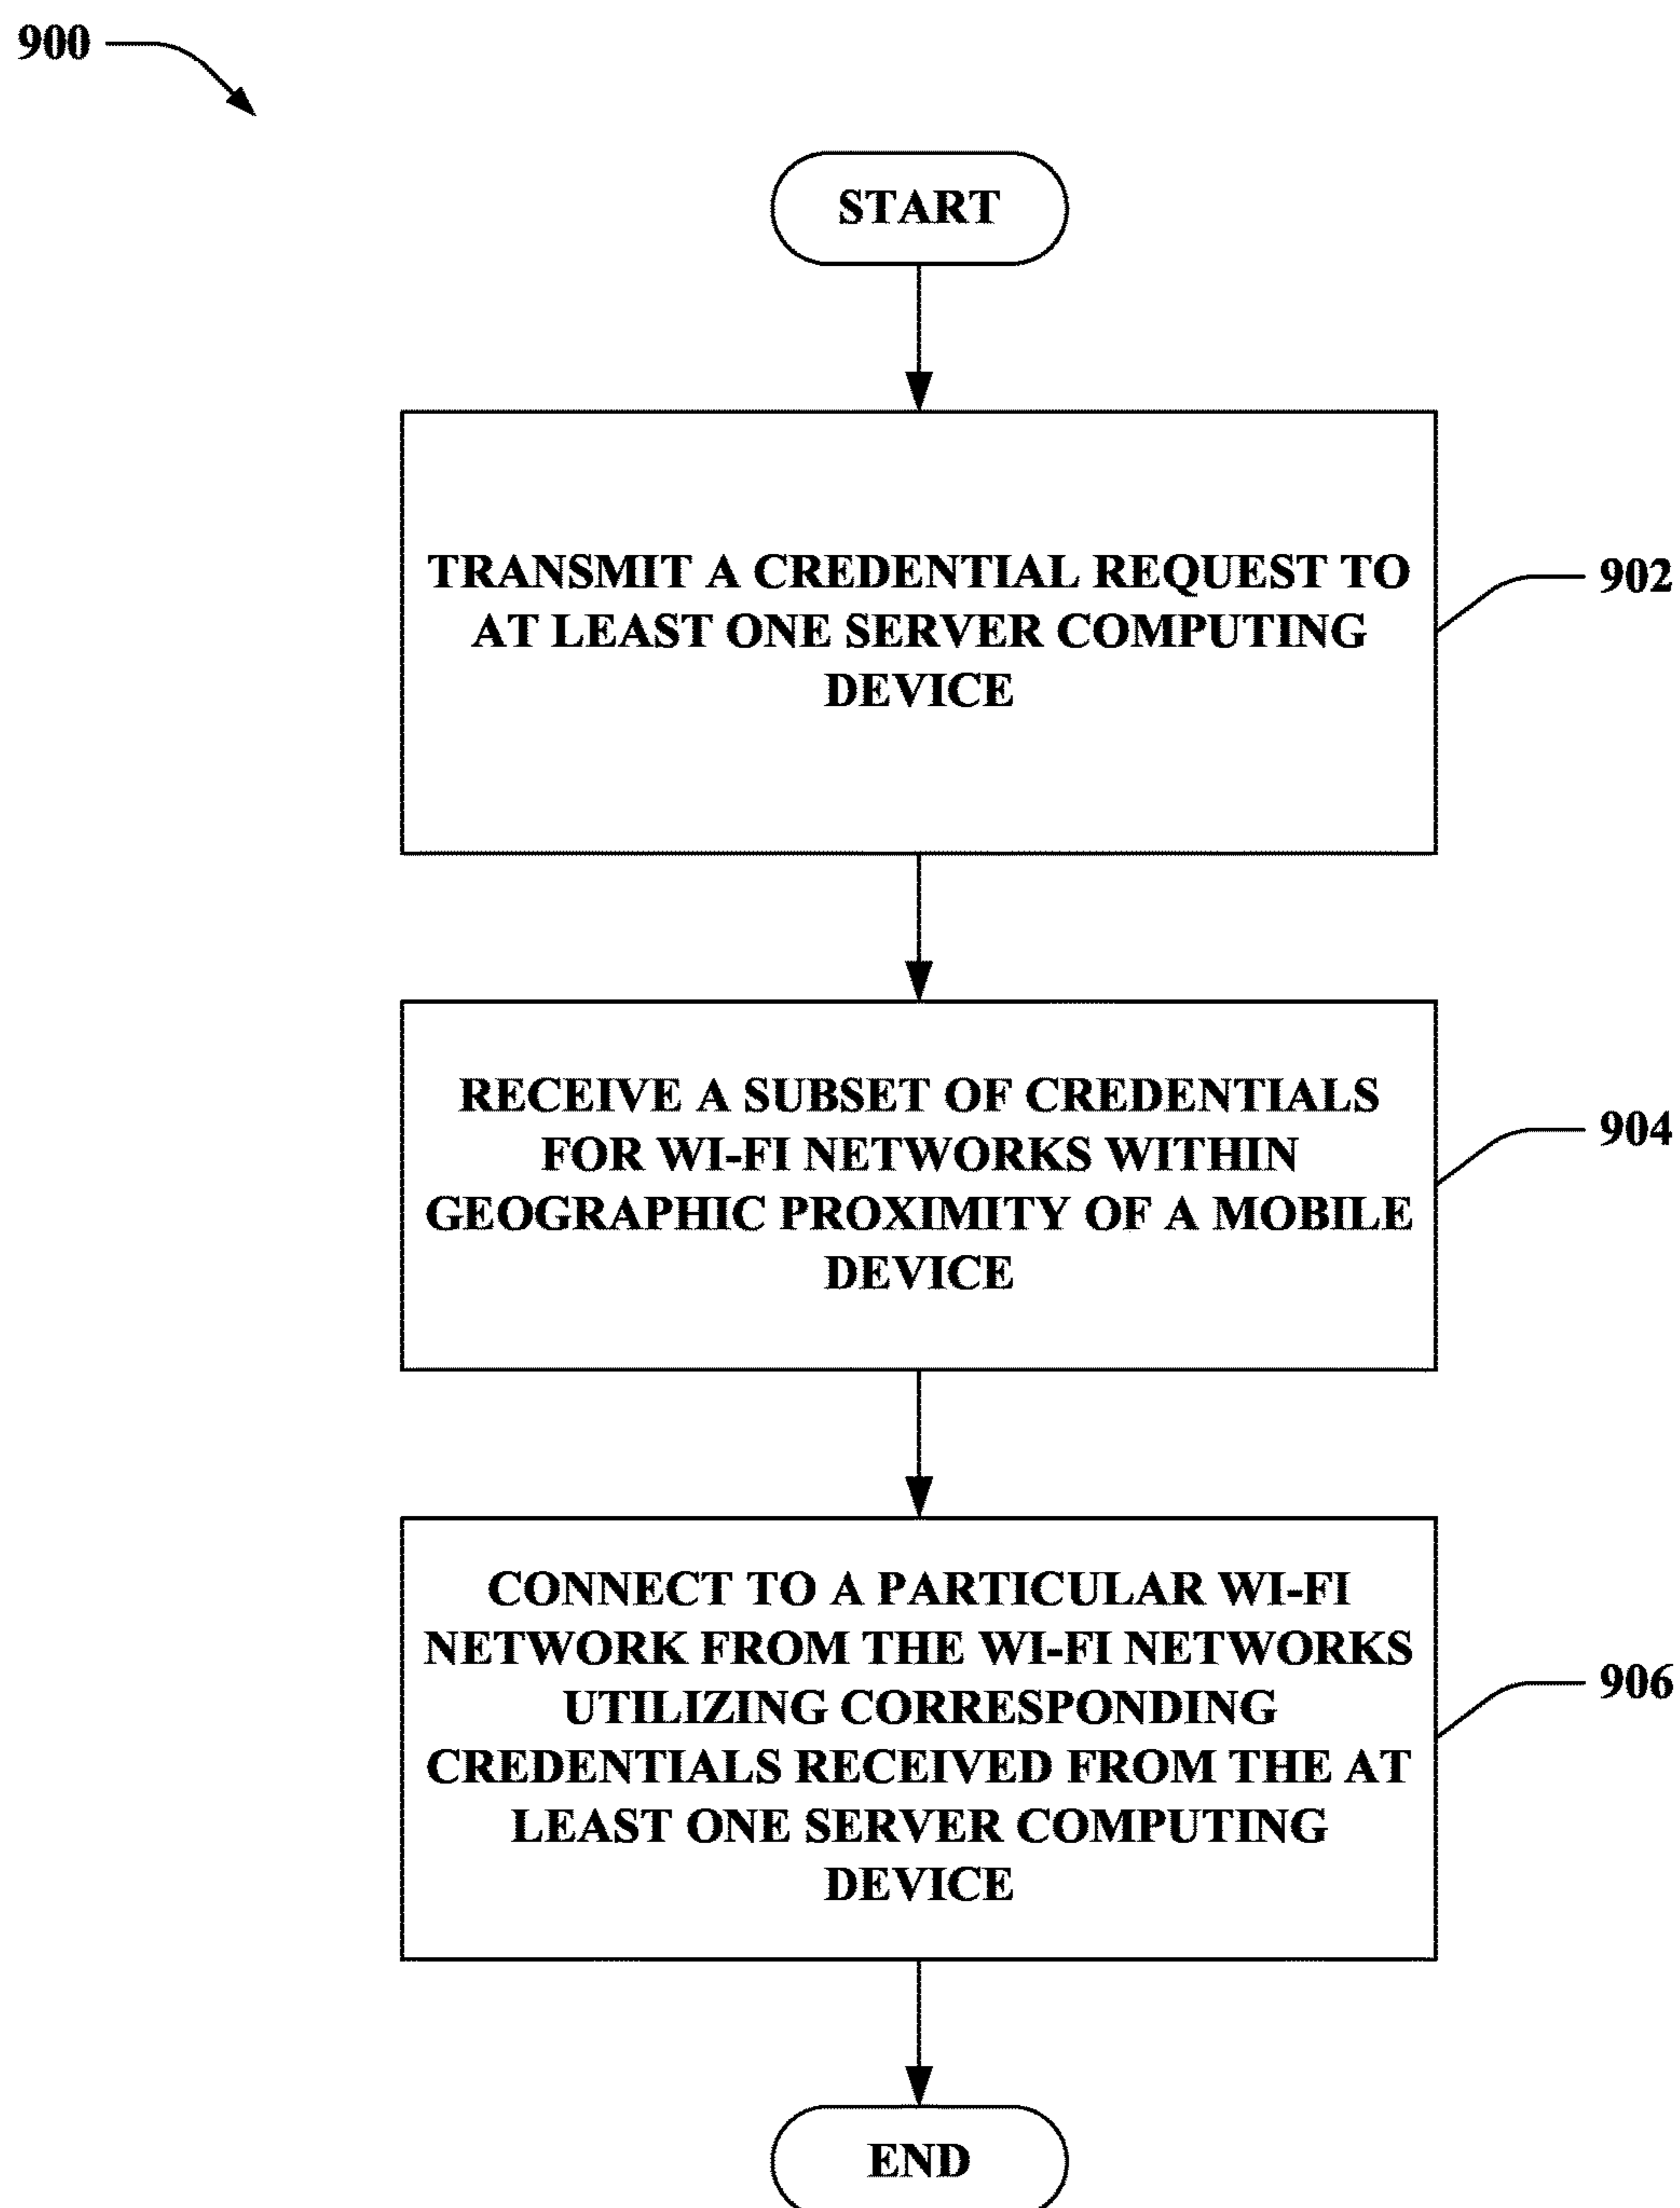 900
START
TRANSMIT A CREDENTIAL REQUEST TO
AT LEAST ONE SERVER COMPUTING
DEVICE
902
RECEIVE A SUBSET OF CREDENTIALS
FOR WI-FI NETWORKS WITHIN
GEOGRAPHIC PROXIMITY OF A MOBILE
DEVICE
904
CONNECT TO A PARTICULAR WI-FI
NETWORK FROM THE WI-FI NETWORKS
UTILIZING CORRESPONDING
CREDENTIALS RECEIVED FROM THE AT
LEAST ONE SERVER COMPUTING
DEVICE
906
END